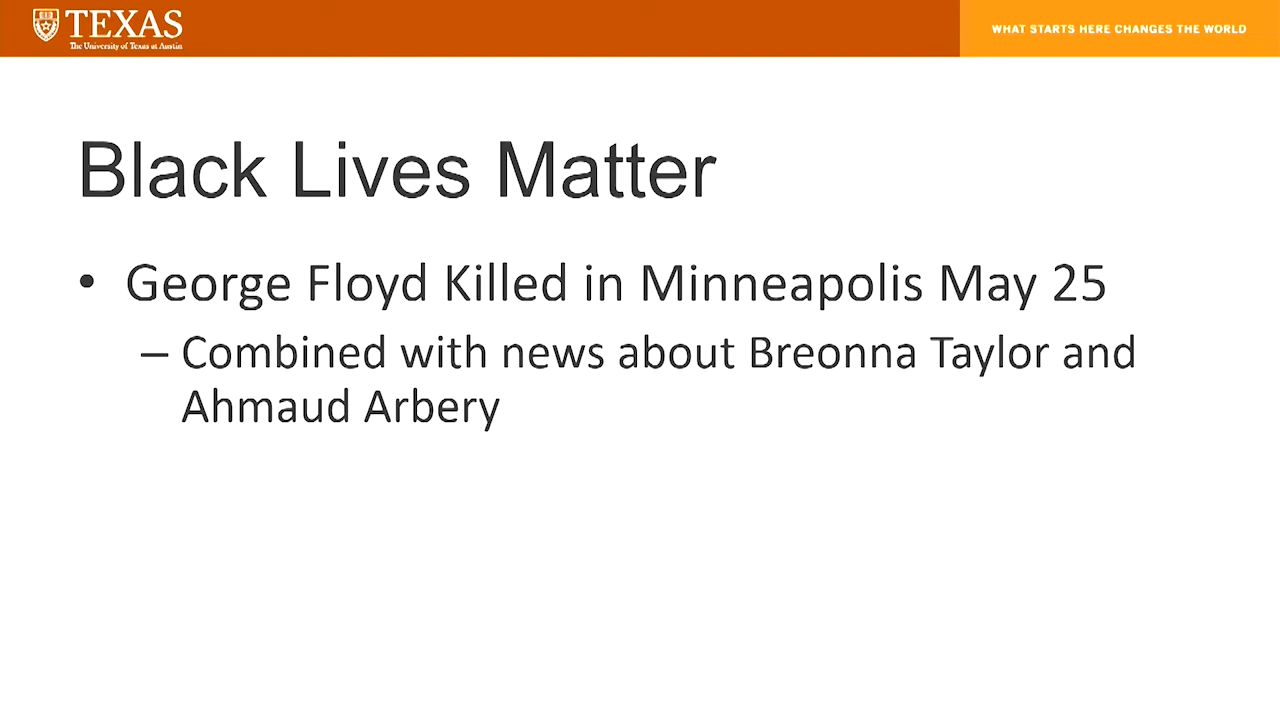 TEXAS
The University of Texas at Austin
WHAT STARTS HERE CHANGES THE WORLD
Black Lives Matter
• George Floyd Killed in Minneapolis May 25
– Combined with news about Breonna Taylor and
Ahmaud Arbery